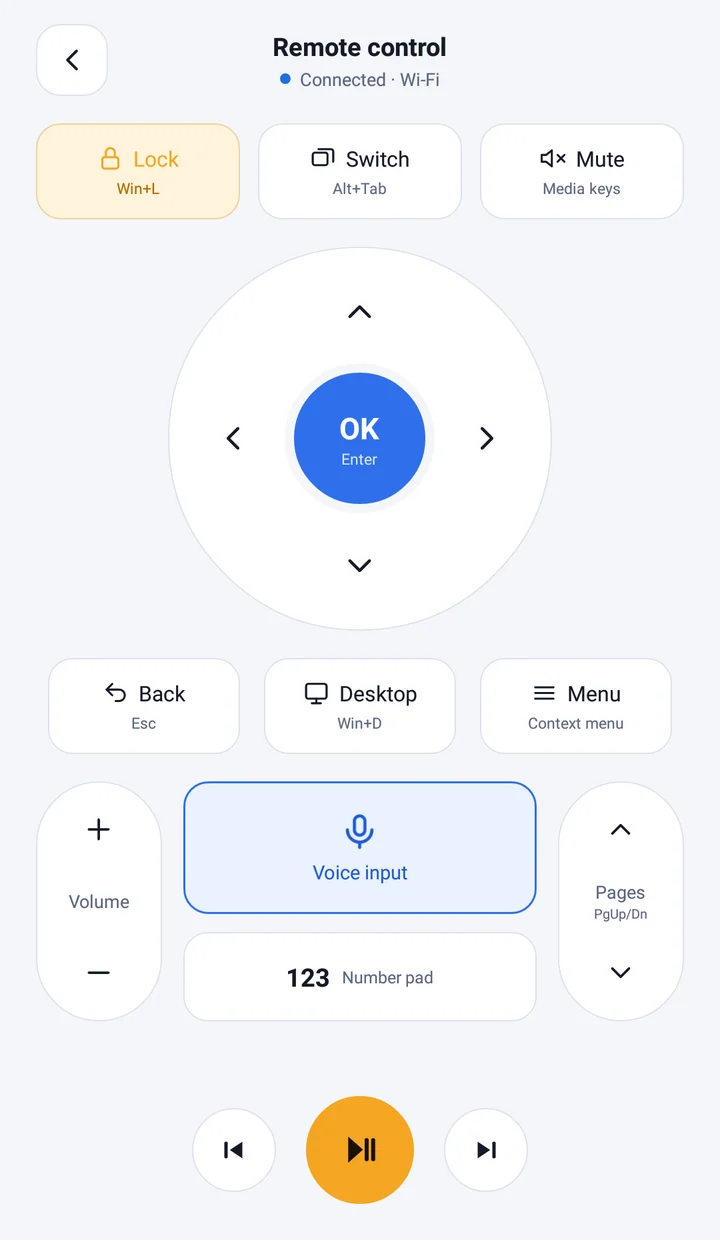 Remote control
Connected · Wi-Fi
Lock
Win+L
Switch
Alt+Tab
Mute
Media keys
OK
Enter
Back
Esc
Desktop
Win+D
Menu
Context menu
Volume
Voice input
Pages
PgUp/Dn
123 Number pad